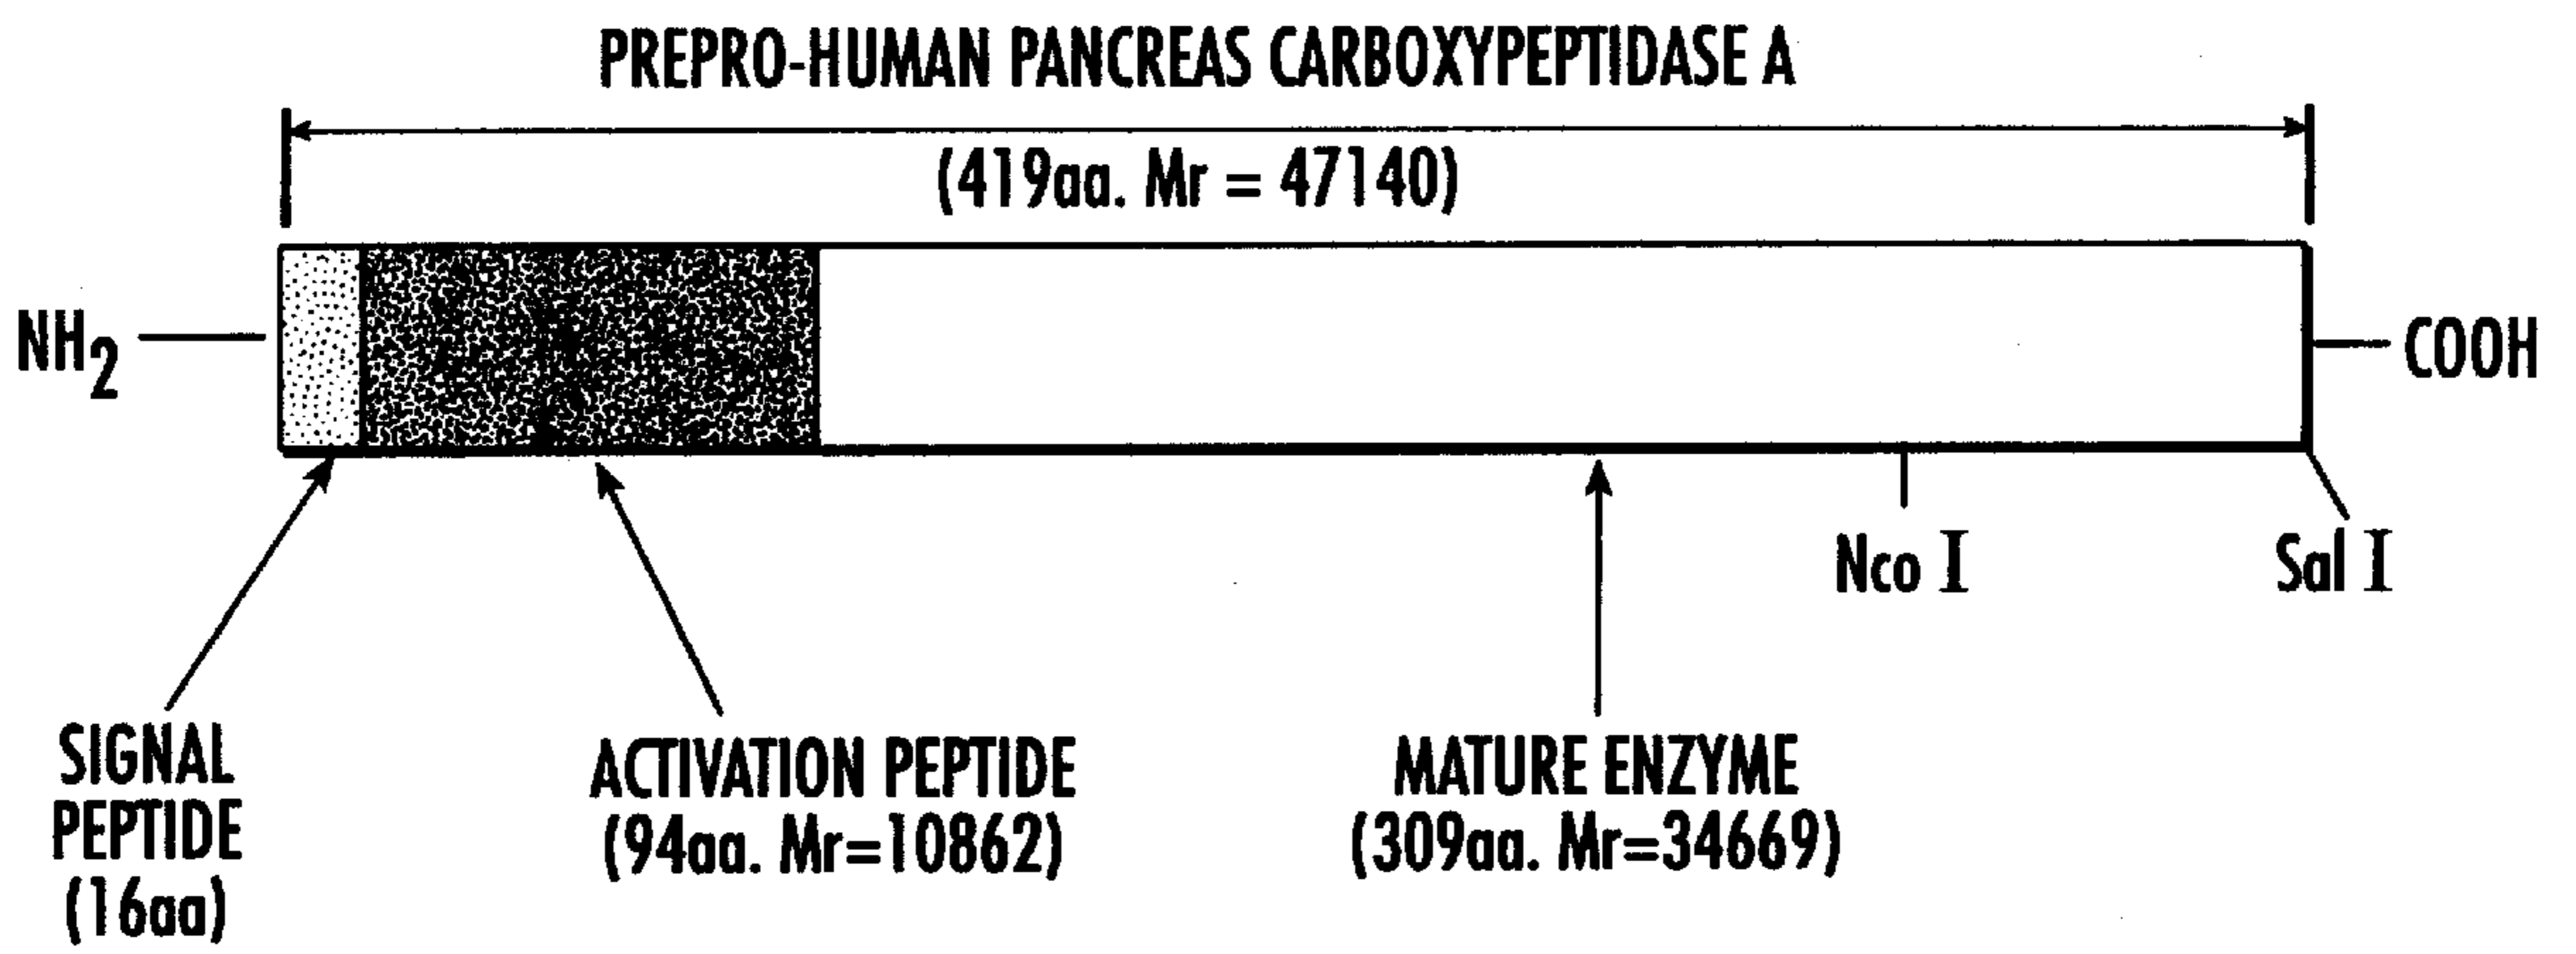 PREPRO-HUMAN PANCREAS CARBOXYPEPTIDASE A
(419aa. Mr = 47140)
NH2
COOH
Nco I
Sal I
SIGNAL
PEPTIDE
(16aa)
ACTIVATION PEPTIDE
(94aa. Mr=10862)
MATURE ENZYME
(309aa. Mr=34669)